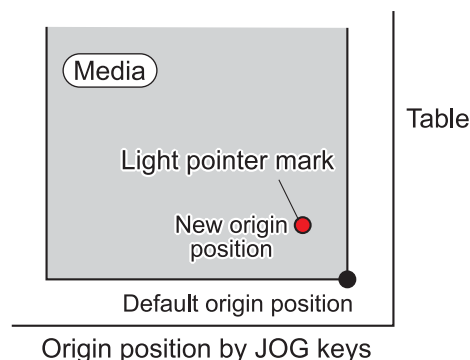 Media
Table
Light pointer mark
New origin
position
Default origin position
Origin position by JOG keys